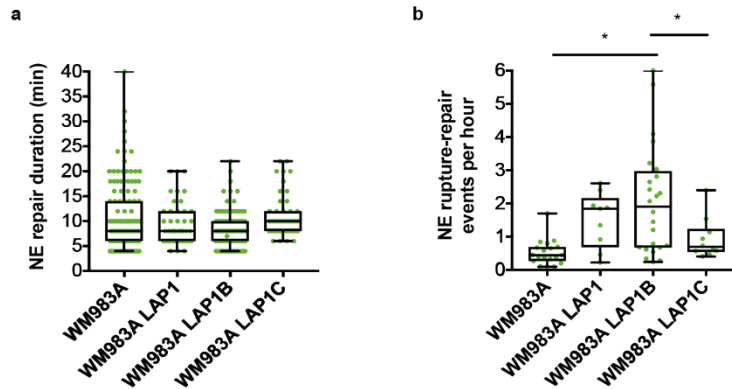 a
NE repair duration (min)
40
35
30
25
20
15
10
5
0
WM983A
WM983A LAP1
WM983A LAP1B
WM983A LAP1C
b
NE rupture-repair
events per hour
6
5
4
3
2
1
0
*
*
WM983A
WM983A LAP1
WM983A LAP1B
WM983A LAP1C